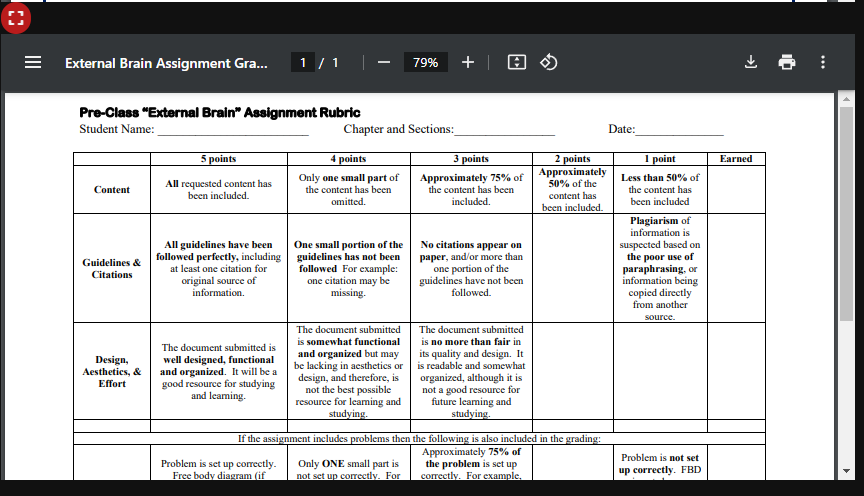 External Brain Assignment Gra...
1 / 1
79%
Pre-Class “External Brain” Assignment Rubric
Student Name: ________________________ Chapter and Sections:________________ Date:______________
5 points 4 points 3 points 2 points 1 point Earned
Content
All requested content has
been included.
Only one small part of
the content has been
omitted.
Approximately 75% of
the content has been
included.
Approximately
50% of the
content has
been included.
Less than 50% of
the content has
been included
Guidelines &
Citations
All guidelines have been
followed perfectly, including
at least one citation for
original source of
information.
One small portion of the
guidelines has not been
followed For example:
one citation may be
missing.
No citations appear on
paper, and/or more than
one portion of the
guidelines have not been
followed.
Plagiarism of
information is
suspected based on
the poor use of
paraphrasing, or
information being
copied directly
from another
source.
Design,
Aesthetics, &
Effort
The document submitted is
well designed, functional
and organized. It will be a
good resource for studying
and learning.
The document submitted
is somewhat functional
and organized but may
be lacking in aesthetics or
design, and therefore, is
not the best possible
resource for learning and
studying.
The document submitted
is no more than fair in
its quality and design. It
is readable and somewhat
organized, although it is
not a good resource for
future learning and
studying.
If the assignment includes problems then the following is also included in the grading:
Problem is set up correctly.
Free body diagram (if
Only ONE small part is
not set up correctly. For
Approximately 75% of
the problem is set up
correctly. For example,
Problem is not set
up correctly. FBD